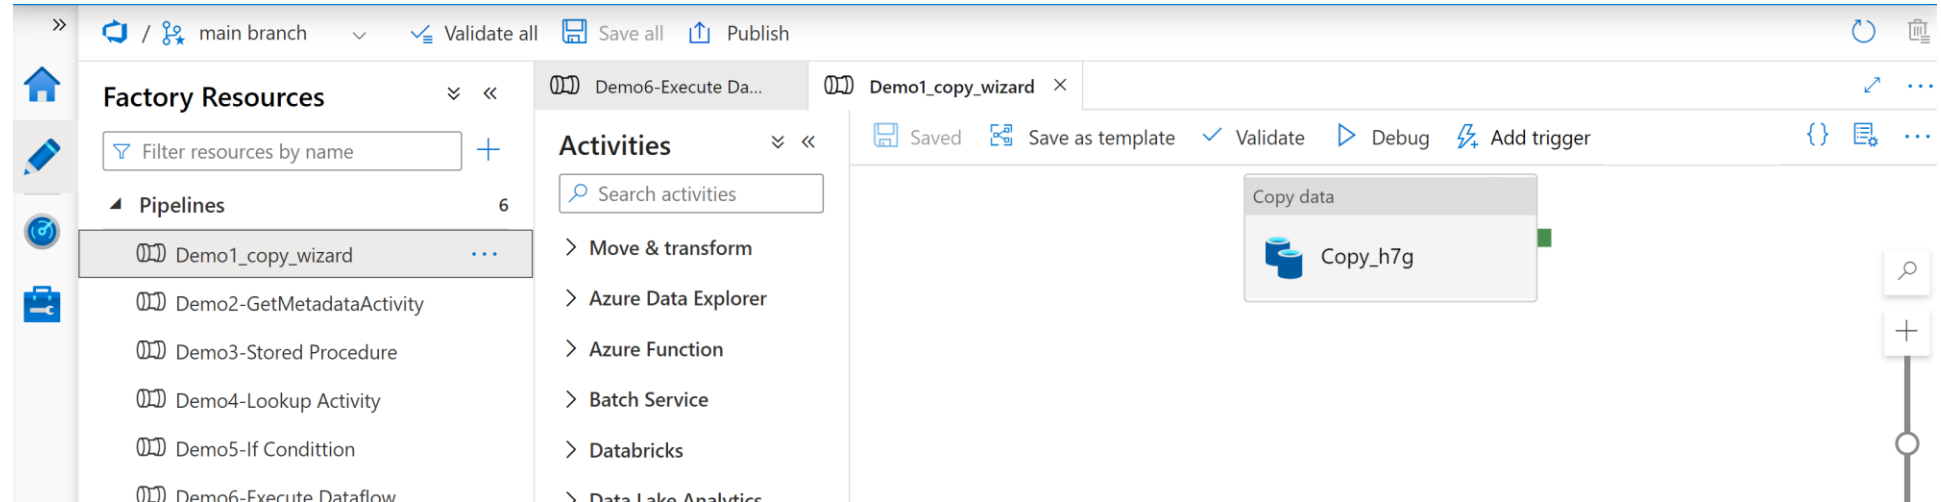 / main branch Validate all Save all Publish
Factory Resources
Filter resources by name
Pipelines 6
Demo1_copy_wizard
Demo2-GetMetadataActivity
Demo3-Stored Procedure
Demo4-Lookup Activity
Demo5-If Condittion
Demo6-Execute Dataflow
Demo6-Execute Da...
Demo1_copy_wizard
Activities
Search activities
Move & transform
Azure Data Explorer
Azure Function
Batch Service
Databricks
Data Lake Analytics
Saved Save as template Validate Debug Add trigger {}
Copy data
Copy_h7g